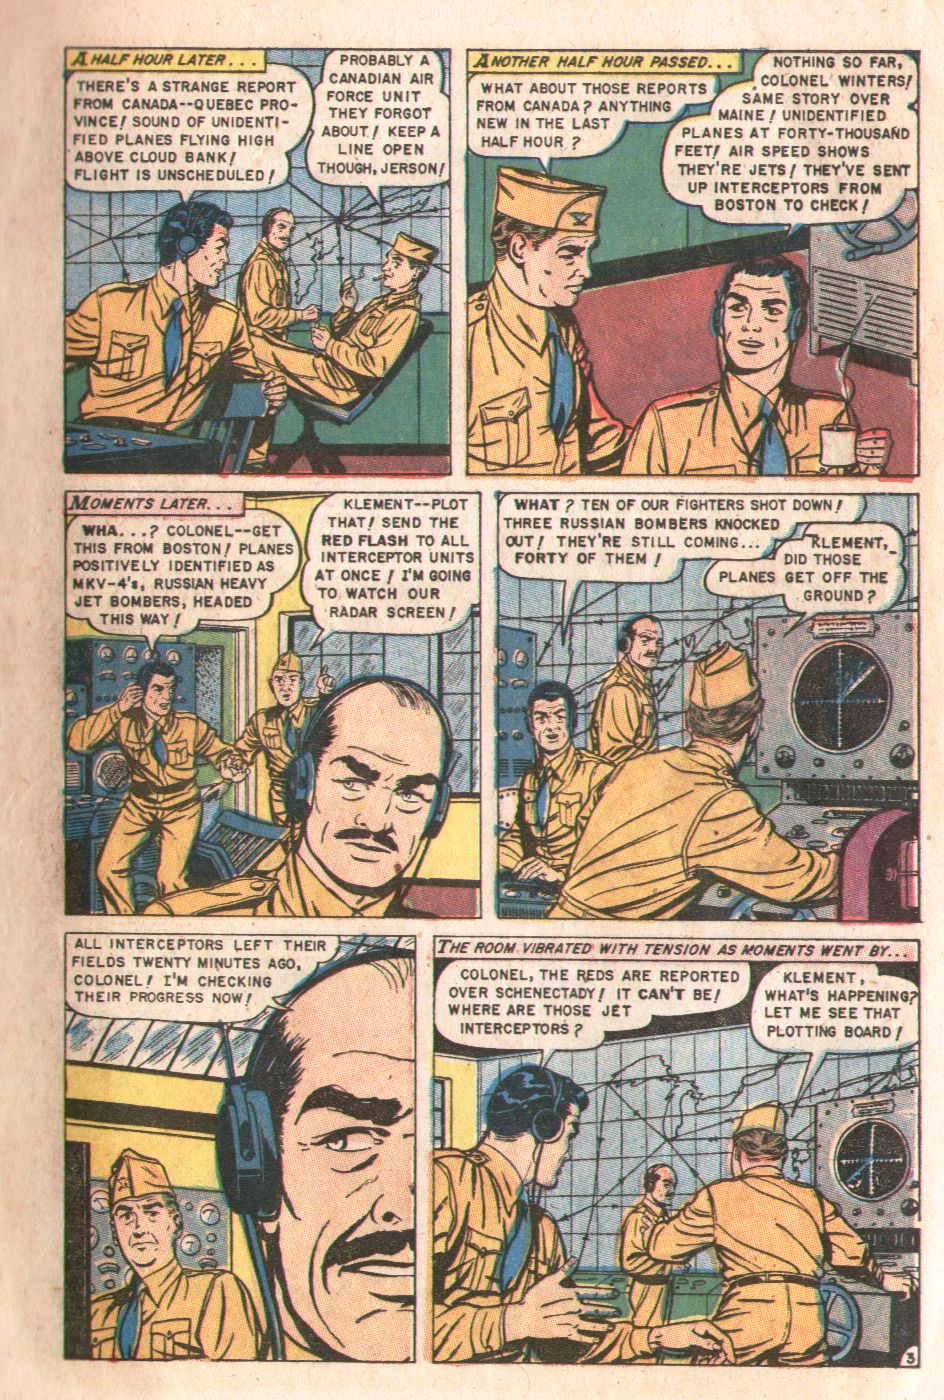 A HALF HOUR LATER...
THERE'S A STRANGE REPORT
FROM CANADA--QUEBEC PRO-
VINCE! SOUND OF UNIDENTI-
FIED PLANES FLYING HIGH
ABOVE CLOUD BANK!
FLIGHT IS UNSCHEDULED!
PROBABLY A
CANADIAN AIR
FORCE UNIT
THEY FORGOT
ABOUT! KEEP A
LINE OPEN
THOUGH, JERSON!
ANOTHER HALF HOUR PASSED...
WHAT ABOUT THOSE REPORTS
FROM CANADA? ANYTHING
NEW IN THE LAST
HALF HOUR?
NOTHING SO FAR,
COLONEL WINTERS!
SAME STORY OVER
MAINE! UNIDENTIFIED
PLANES AT FORTY-THOUSAND
FEET! AIR SPEED SHOWS
THEY'RE JETS! THEY'VE SENT
UP INTERCEPTORS FROM
BOSTON TO CHECK!
MOMENTS LATER...
WHA...? COLONEL--GET
THIS FROM BOSTON! PLANES
POSITIVELY IDENTIFIED AS
MKV-4's, RUSSIAN HEAVY
JET BOMBERS, HEADED
THIS WAY!
KLEMENT--PLOT
THAT! SEND THE
RED FLASH TO ALL
INTERCEPTOR UNITS
AT ONCE! I'M GOING
TO WATCH OUR
RADAR SCREEN!
WHAT? TEN OF OUR FIGHTERS SHOT DOWN!
THREE RUSSIAN BOMBERS KNOCKED
OUT! THEY'RE STILL COMING...
FORTY OF THEM!
KLEMENT,
DID THOSE
PLANES GET OFF THE
GROUND?
ALL INTERCEPTORS LEFT THEIR
FIELDS TWENTY MINUTES AGO,
COLONEL! I'M CHECKING
THEIR PROGRESS NOW!
THE ROOM VIBRATED WITH TENSION AS MOMENTS WENT BY...
COLONEL, THE REDS ARE REPORTED
OVER SCHENECTADY! IT CAN'T BE!
WHERE ARE THOSE JET
INTERCEPTORS?
KLEMENT,
WHAT'S HAPPENING?
LET ME SEE THAT
PLOTTING BOARD!
3